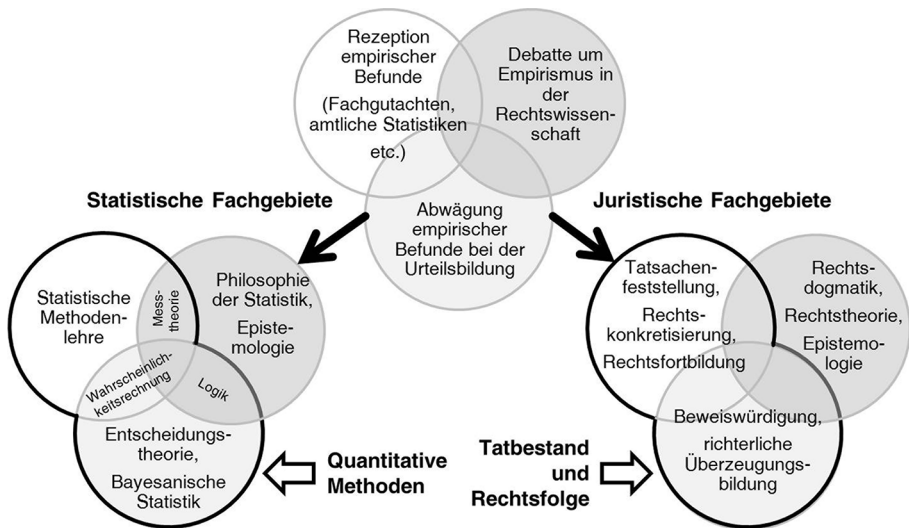 Rezeption
empirischer
Befunde
(Fachgutachten,
amtliche Statistiken
etc.)
Debatte um
Empirismus in
der
Rechtswissen-
schaft
Abwägung
empirischer
Befunde bei der
Urteilsbildung
Statistische Fachgebiete
Juristische Fachgebiete
Statistische
Methoden-
lehre
Mess-
theorie
Philosophie
der Statistik,
Episte-
mologie
Wahrscheinlich-
keitsrechnung
Logik
Entscheidungs-
theorie,
Bayesanische
Statistik
Quantitative
Methoden
Tatsachen-
feststellung,
Rechts-
konkretisierung,
Rechtsfortbildung
Rechts-
dogmatik,
Rechtstheorie,
Epistemo-
logie
Beweiswürdigung,
richterliche
Überzeugungs-
bildung
Tatbestand
und
Rechtsfolge